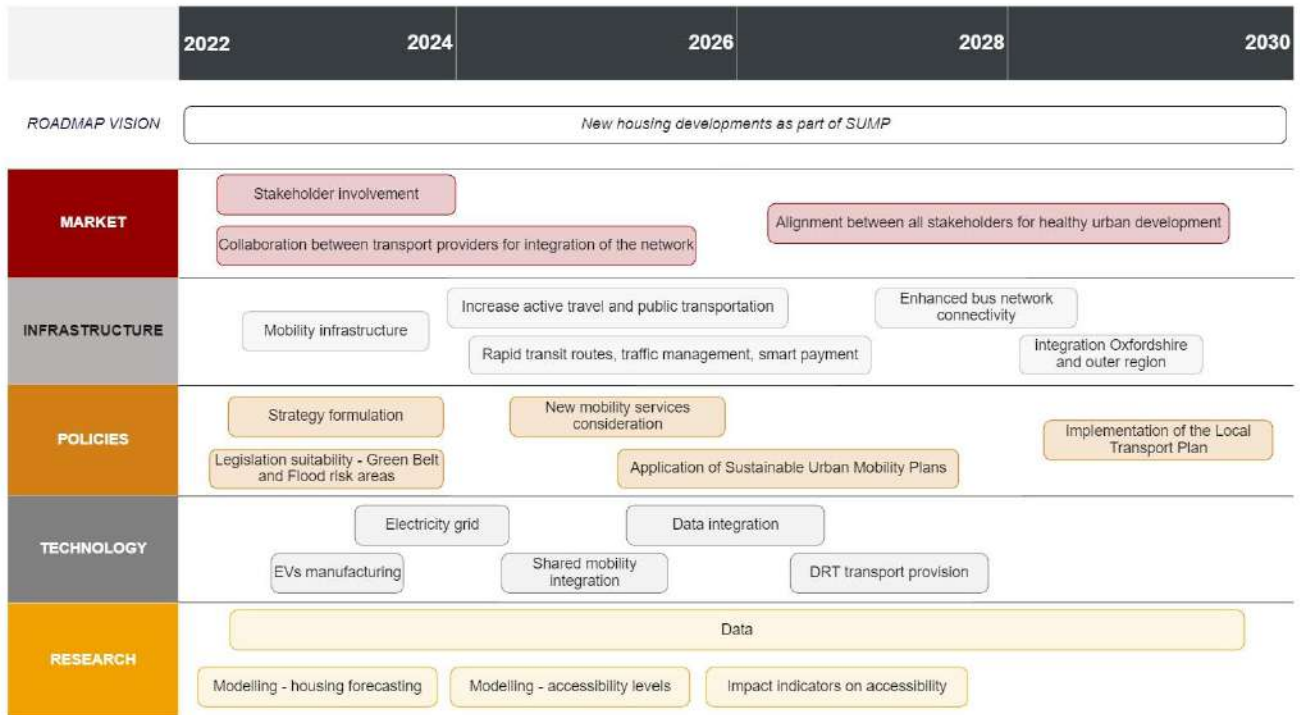 2022 2024 2026 2028 2030
ROADMAP VISION
New housing developments as part of SUMP
MARKET
Stakeholder involvement
Collaboration between transport providers for integration of the network
Alignment between all stakeholders for healthy urban development
INFRASTRUCTURE
Mobility infrastructure
Increase active travel and public transportation
Rapid transit routes, traffic management, smart payment
Enhanced bus network
connectivity
Integration Oxfordshire
and outer region
POLICIES
Strategy formulation
Legislation suitability - Green Belt
and Flood risk areas
New mobility services
consideration
Application of Sustainable Urban Mobility Plans
Implementation of the Local
Transport Plan
TECHNOLOGY
Electricity grid
EVs manufacturing
Shared mobility
integration
Data integration
DRT transport provision
RESEARCH
Data
Modelling - housing forecasting
Modelling - accessibility levels
Impact indicators on accessibility